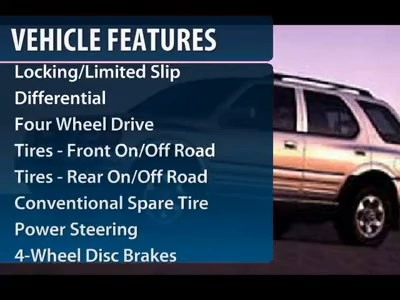 VEHICLE FEATURES
Locking/Limited Slip
Differential
Four Wheel Drive
Tires - Front On/Off Road
Tires - Rear On/Off Road
Conventional Spare Tire
Power Steering
4-Wheel Disc Brakes